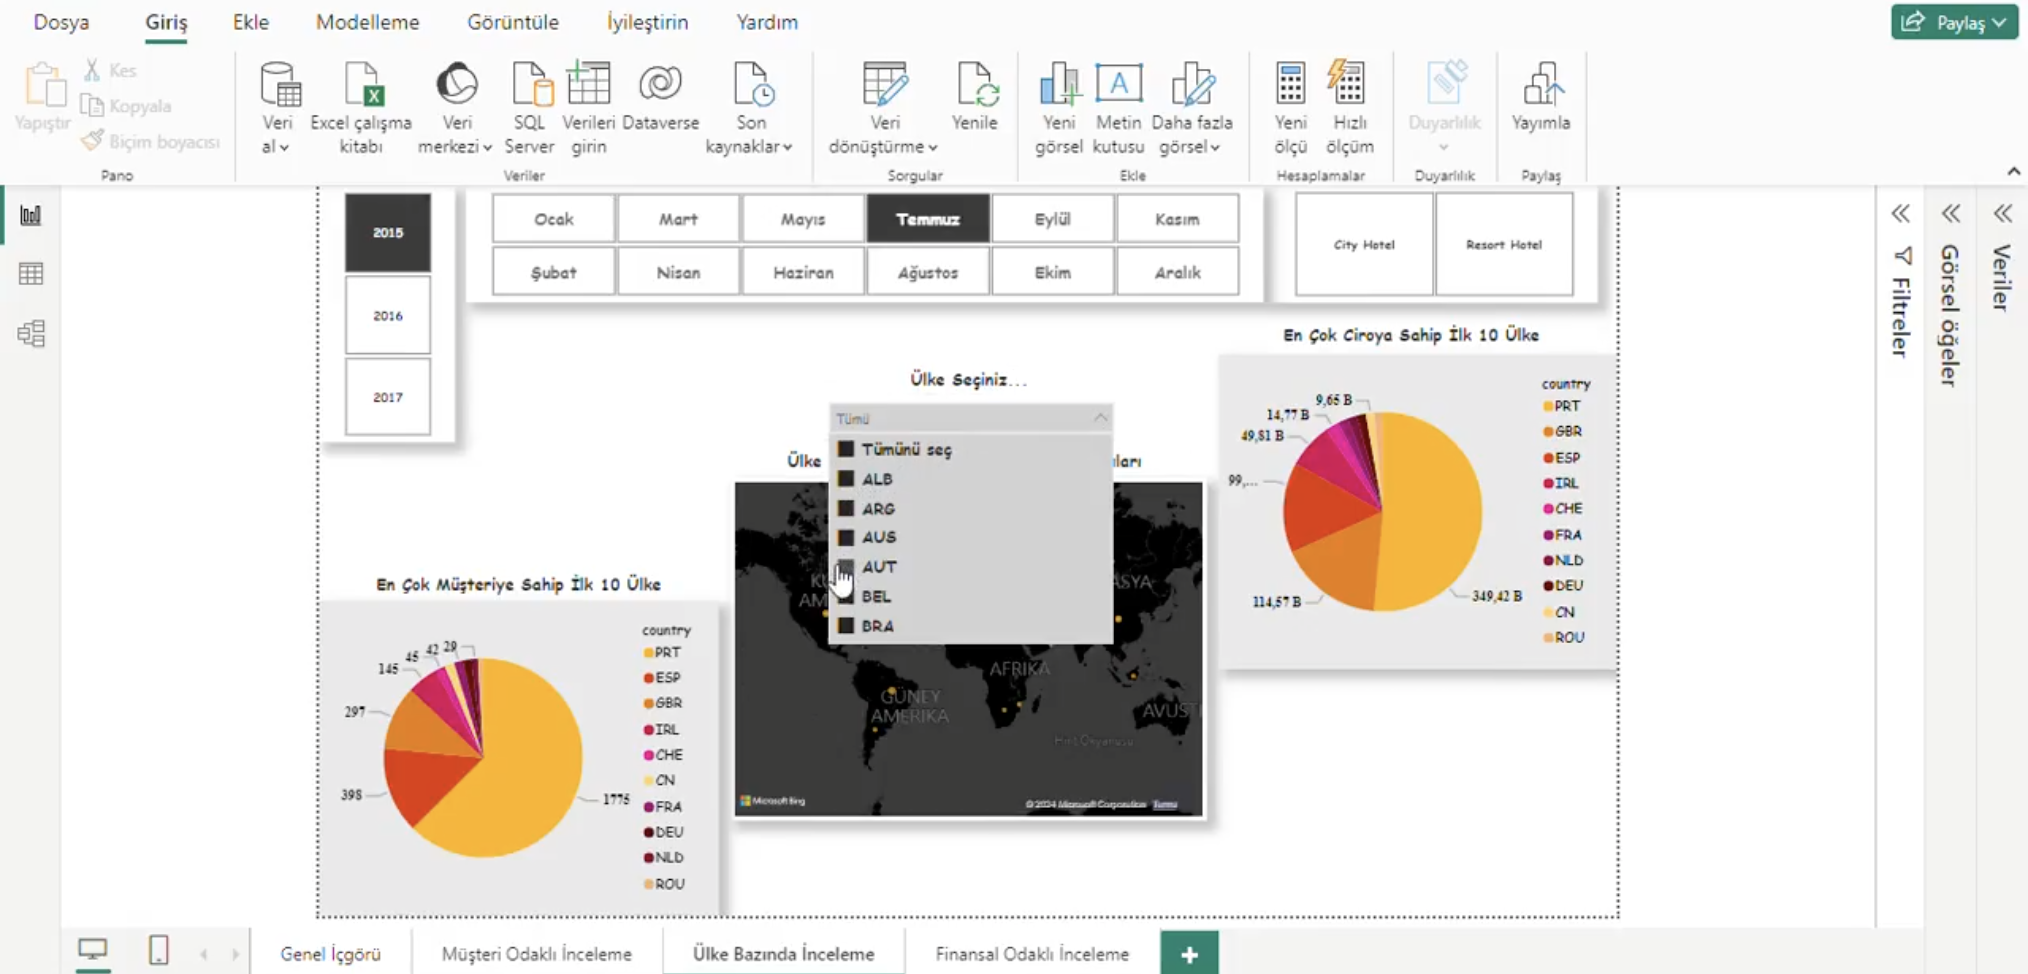 Dosya Giriş Ekle Modelleme Görüntüle İyileştirin Yardım Paylaş
Yapıştır
Kes
Kopyala
Biçim boyacısı
Pano
Veri al
Excel çalışma kitabı
Veri merkezi
SQL Server
Verileri girin
Dataverse
Son kaynaklar
Veriler
Veri dönüştürme
Yenile
Sorgular
Yeni görsel
Metin kutusu
Daha fazla görsel
Ekle
Yeni ölçü
Hızlı ölçüm
Hesaplamalar
Duyarlılık
Duyarlılık
Yayımla
Paylaş
2015
2016
2017
Ocak Mart Mayıs Temmuz Eylül Kasım
Şubat Nisan Haziran Ağustos Ekim Aralık
City Hotel Resort Hotel
Filtreler
Görsel öğeler
Veriler
Ülke Seçiniz...
Tümü
Tümünü seç
ALB
ARG
AUS
AUT
BEL
BRA
Ülke
ları
ASYA
AFRIKA
GÜNEY AMERIKA
AVUST
Hint Okyanusu
Microsoft Bing
© 2024 Microsoft Corporation Terms
En Çok Ciroya Sahip İlk 10 Ülke
9,65 B
14,77 B
49,81 B
99,...
114,57 B
349,42 B
country
PRT
GBR
ESP
IRL
CHE
FRA
NLD
DEU
CN
ROU
En Çok Müşteriye Sahip İlk 10 Ülke
29
42
45
145
297
398
1775
country
PRT
ESP
GBR
IRL
CHE
CN
FRA
DEU
NLD
ROU
Genel İçgörü Müşteri Odaklı İnceleme Ülke Bazında İnceleme Finansal Odaklı İnceleme